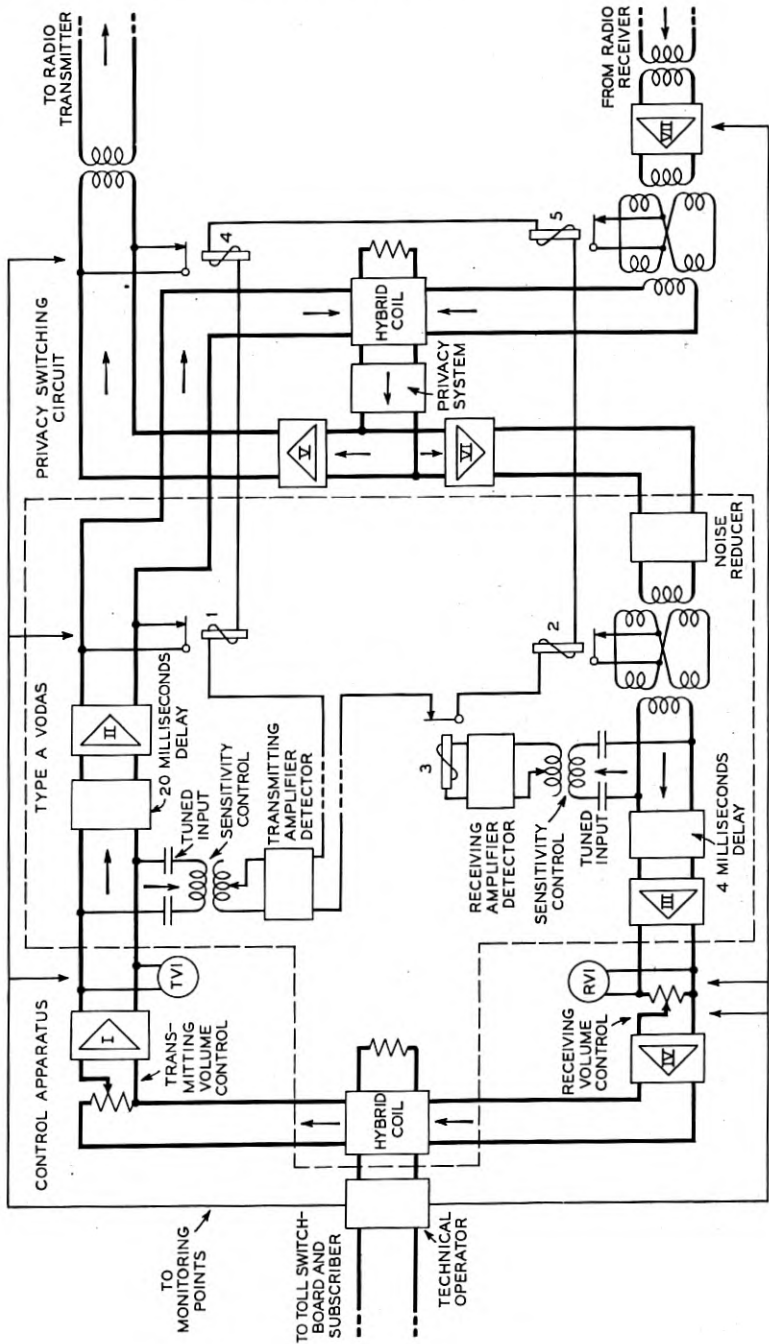 CONTROL APPARATUS
TYPE A VODAS
PRIVACY SWITCHING
CIRCUIT
TO RADIO
TRANSMITTER
I
TRANS-
MITTING
VOLUME
CONTROL
TVI
20 MILLISECONDS
DELAY
II
TUNED
INPUT
SENSITIVITY
CONTROL
TRANSMITTING
AMPLIFIER
DETECTOR
1
4
TO
MONITORING
POINTS
TO TOLL SWITCH-
BOARD AND
SUBSCRIBER
TECHNICAL
OPERATOR
HYBRID
COIL
3
RECEIVING
AMPLIFIER
DETECTOR
SENSITIVITY
CONTROL
TUNED
INPUT
2
5
V
VI
PRIVACY
SYSTEM
HYBRID
COIL
RECEIVING
VOLUME
CONTROL
RVI
IV
III
4 MILLISECONDS
DELAY
NOISE
REDUCER
VII
FROM RADIO
RECEIVER